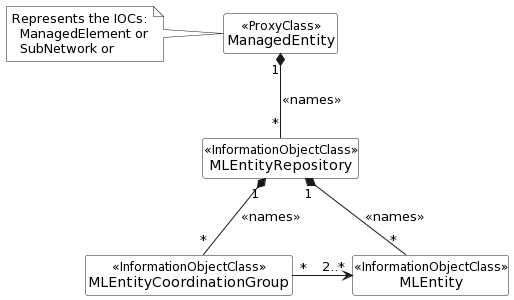 Represents the IOCs:
ManagedElement or
SubNetwork or
«ProxyClass»
ManagedEntity
1
«names»
*
«InformationObjectClass»
MLEntityRepository
1
1
«names»
«names»
*
*
«InformationObjectClass»
MLEntityCoordinationGroup
*
2..*
«InformationObjectClass»
MLEntity